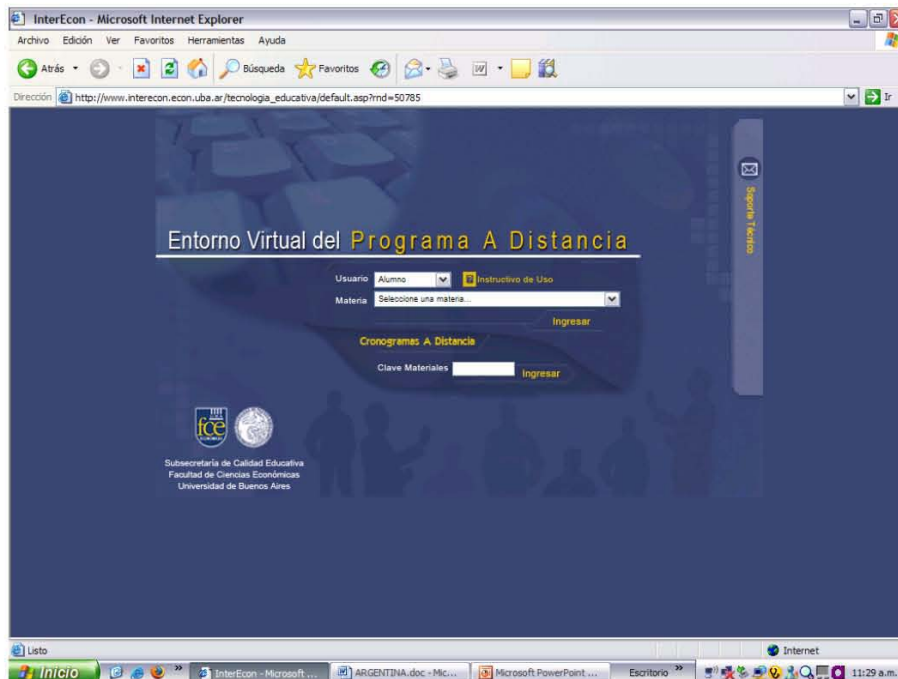 InterEcon - Microsoft Internet Explorer
Archivo Edición Ver Favoritos Herramientas Ayuda
Atrás Búsqueda Favoritos
Dirección http://www.interecon.econ.uba.ar/tecnologia_educativa/default.asp?rnd=50785 Ir
Soporte Técnico
Entorno Virtual del Programa A Distancia
Usuario Alumno ? Instructivo de Uso
Materia Seleccione una materia...
Ingresar
Cronogramas A Distancia
Clave Materiales Ingresar
fce
Subsecretaría de Calidad Educativa
Facultad de Ciencias Económicas
Universidad de Buenos Aires
Listo Internet
Inicio » InterEcon - Microsoft ... ARGENTINA.doc - Mic... Microsoft PowerPoint ... Escritorio » 11:29 a.m.